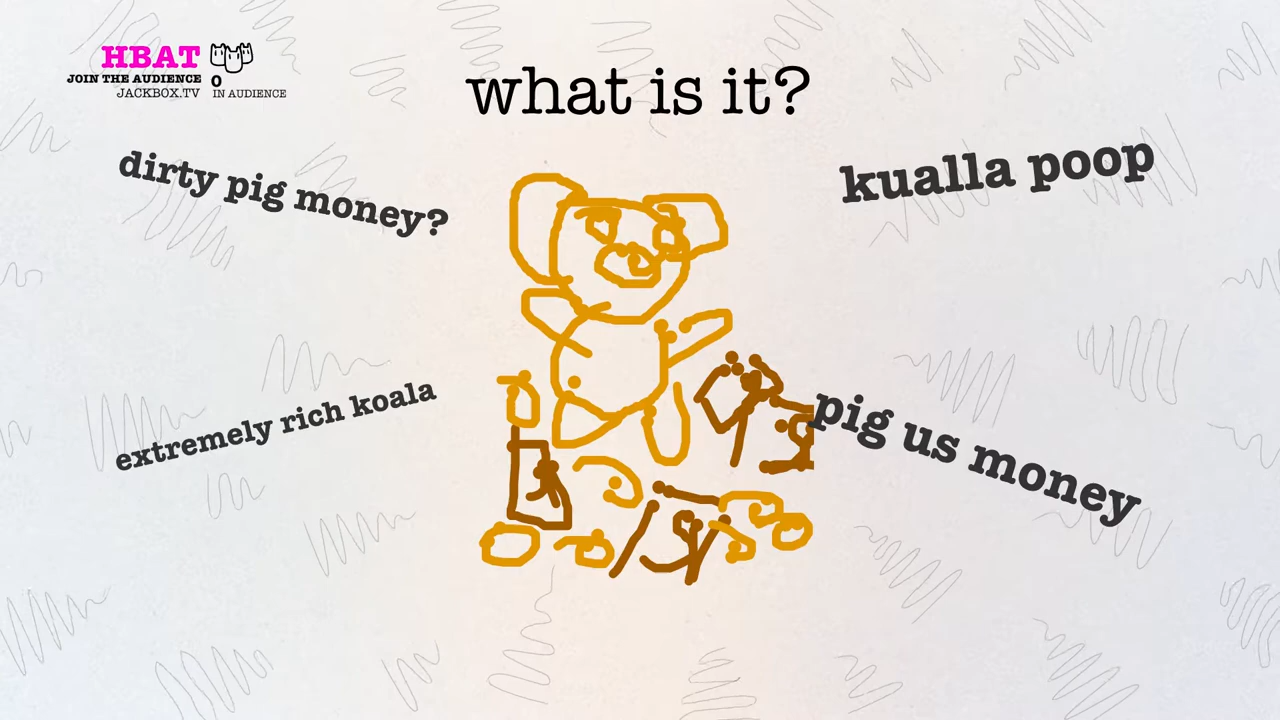 HBAT
JOIN THE AUDIENCE
JACKBOX.TV
0
IN AUDIENCE
what is it?
dirty pig money?
kualla poop
extremely rich koala
pig us money